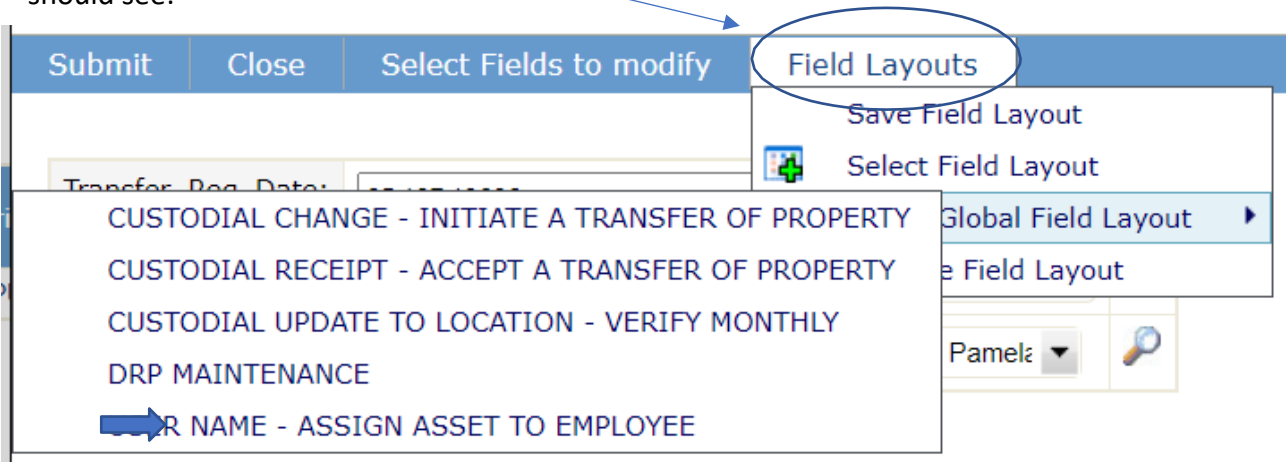 should see:
Submit Close Select Fields to modify Field Layouts
Save Field Layout
Select Field Layout
Global Field Layout
Field Layout
Transfer Req. Date:
CUSTODIAL CHANGE - INITIATE A TRANSFER OF PROPERTY
CUSTODIAL RECEIPT - ACCEPT A TRANSFER OF PROPERTY
CUSTODIAL UPDATE TO LOCATION - VERIFY MONTHLY
DRP MAINTENANCE
NAME - ASSIGN ASSET TO EMPLOYEE
Pamela